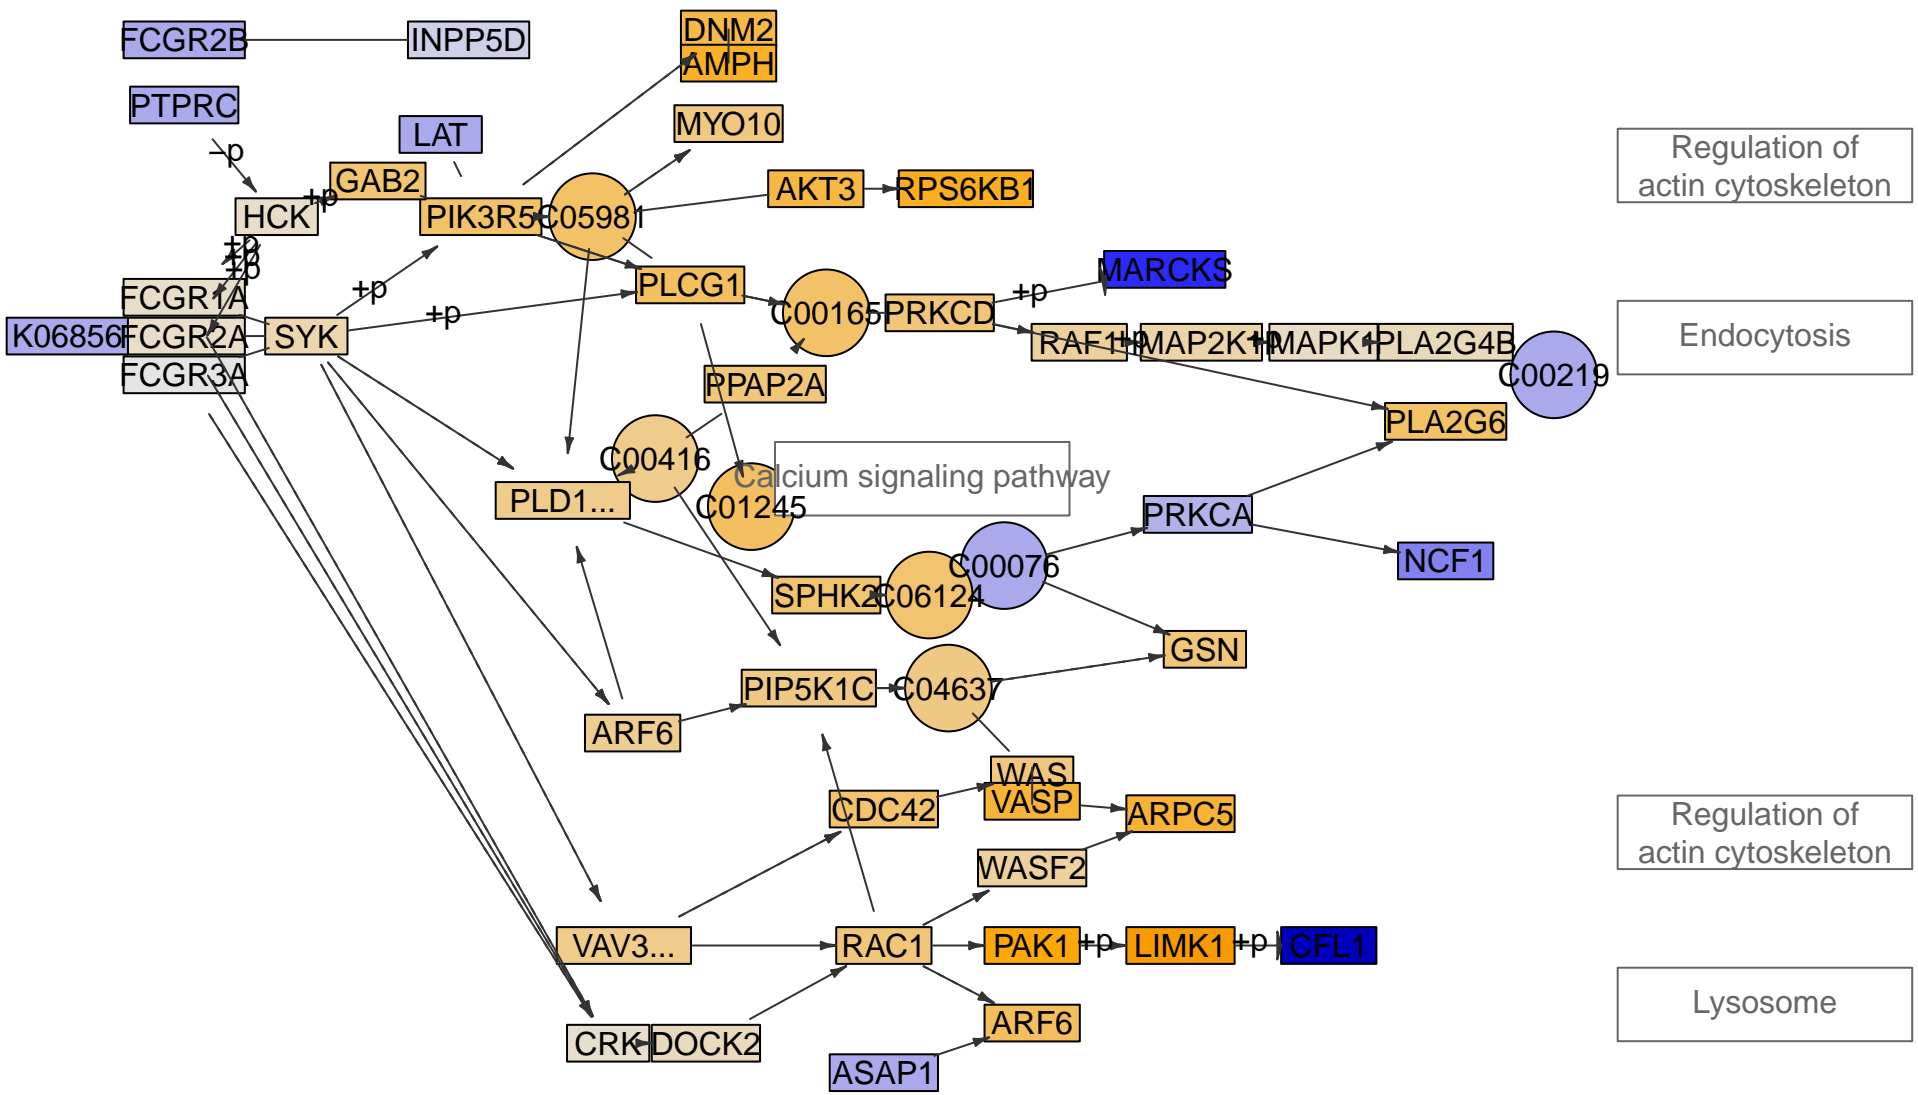 DNM2
FCGR2B
INPP5D
AMPH
PTPRC
MYO10
LAT
Regulation of
actin cytoskeleton
–p
GAB2
AKT3
RPS6KB1
+p
HCK
PIK3R5
C05981
+p
+p
+p
MARCKS
PLCG1
+p
+p
FCGR1A
+p
C00165
PRKCD
K06856
FCGR2A
SYK
RAF1
+p
MAP2K1
+p
MAPK1
PLA2G4B
Endocytosis
FCGR3A
PPAP2A
C00219
PLA2G6
C00416
Calcium signaling pathway
PLD1...
C01245
PRKCA
C00076
NCF1
SPHK2
C06124
GSN
PIP5K1C
C04637
ARF6
WAS
VASP
CDC42
ARPC5
Regulation of
actin cytoskeleton
WASF2
VAV3...
RAC1
PAK1
+p
LIMK1
+p
CFL1
Lysosome
ARF6
CRK
DOCK2
ASAP1